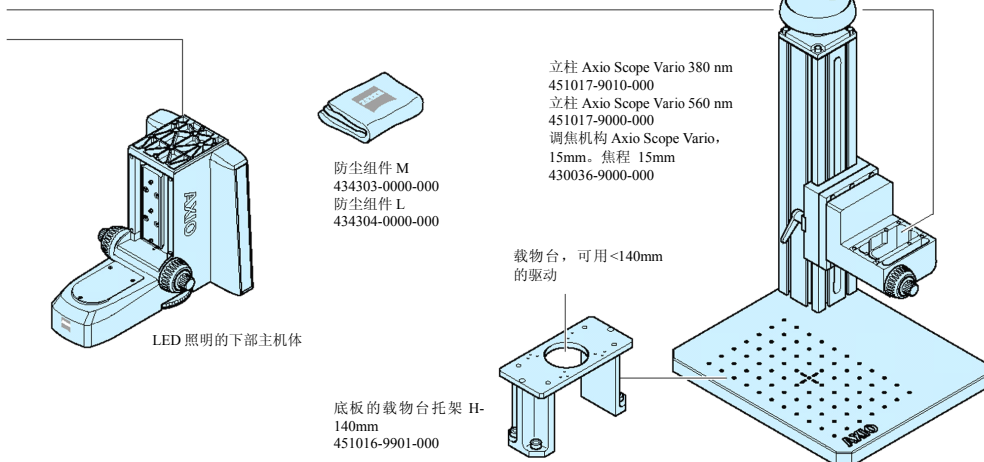 立柱 Axio Scope Vario 380 nm
451017-9010-000
立柱 Axio Scope Vario 560 nm
451017-9000-000
调焦机构 Axio Scope Vario，
15mm。焦程 15mm
430036-9000-000
ZEISS
防尘组件 M
434303-0000-000
防尘组件 L
434304-0000-000
AXIO
载物台，可用<140mm
的驱动
LED 照明的下部主机体
底板的载物台托架 H-
140mm
451016-9901-000
AXIO